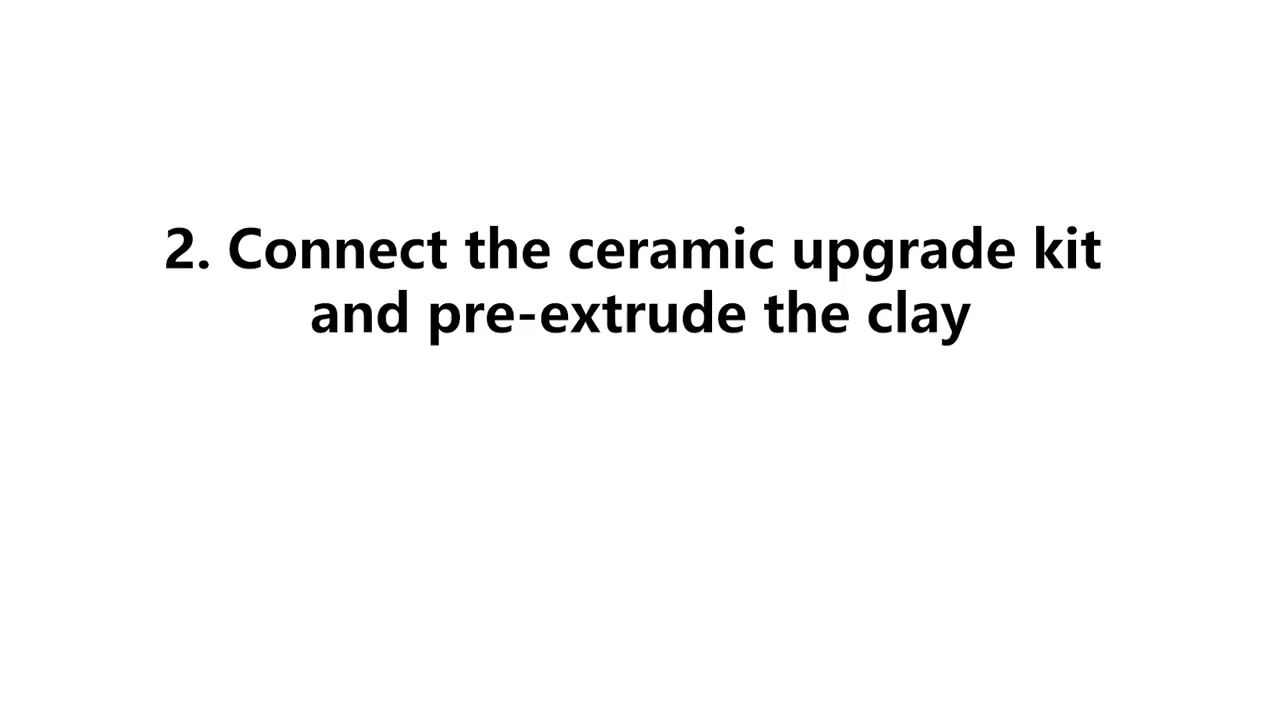 2. Connect the ceramic upgrade kit
and pre-extrude the clay